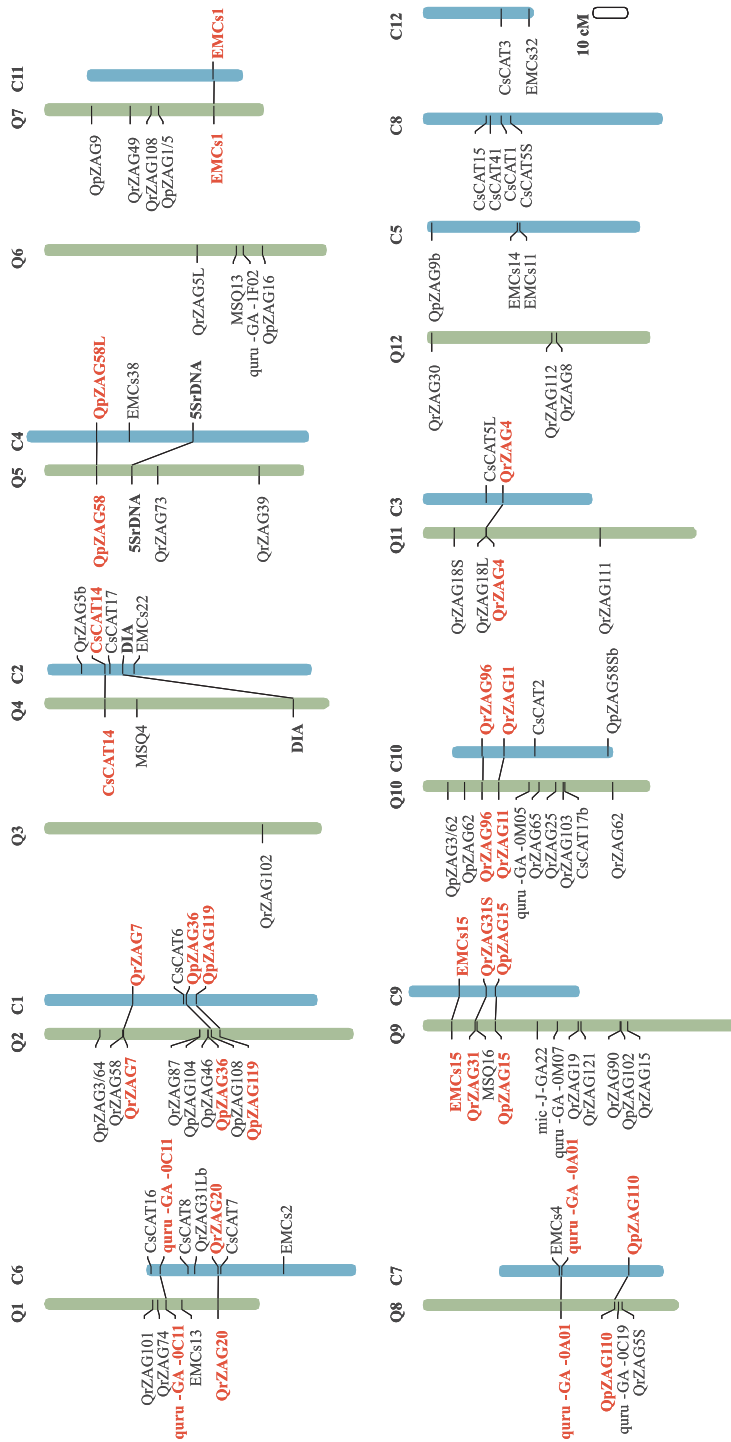 Q1 C6
QrZAG101
QrZAG74
quru -GA -0C11
EMCs13
QrZAG20
CsCAT16
quru -GA -0C11
CsCAT8
QrZAG31Lb
QrZAG20
CsCAT7
EMCs2
Q2 C1
QpZAG3/64
QrZAG58
QrZAG7
QrZAG87
QpZAG104
QpZAG46
QpZAG36
QpZAG108
QpZAG119
QrZAG7
CsCAT6
QpZAG36
QpZAG119
Q3
QrZAG102
Q4 C2
CsCAT14
MSQ4
DIA
QrZAG5b
CsCAT14
CsCAT17
DIA
EMCs22
Q5 C4
QpZAG58
5SrDNA
QrZAG73
QrZAG39
QpZAG58L
EMCs38
5SrDNA
Q6
QrZAG5L
MSQ13
quru -GA -1F02
QpZAG16
Q7 C11
QpZAG9
QrZAG49
QrZAG108
QpZAG1/5
EMCs1
EMCs1
Q8 C7
quru -GA -0A01
QpZAG110
quru -GA -0C19
QrZAG5S
EMCs4
quru -GA -0A01
QpZAG110
Q9 C9
EMCs15
QrZAG31
MSQ16
QpZAG15
mic -J-GA22
quru -GA -0M07
QrZAG19
QrZAG121
QrZAG90
QpZAG102
QrZAG15
EMCs15
QrZAG31S
QpZAG15
Q10 C10
QpZAG3/62
QpZAG62
QrZAG96
QrZAG11
quru -GA -0M05
QrZAG65
QrZAG25
QrZAG103
CsCAT17b
QrZAG62
QrZAG96
QrZAG11
CsCAT2
QpZAG58Sb
Q11 C3
QrZAG18S
QrZAG18L
QrZAG4
QrZAG111
CsCAT5L
QrZAG4
Q12
QrZAG30
QrZAG112
QrZAG8
C5
QpZAG9b
EMCs14
EMCs11
C8
CsCAT15
CsCAT41
CsCAT1
CsCAT5S
C12
CsCAT3
EMCs32
10 cM